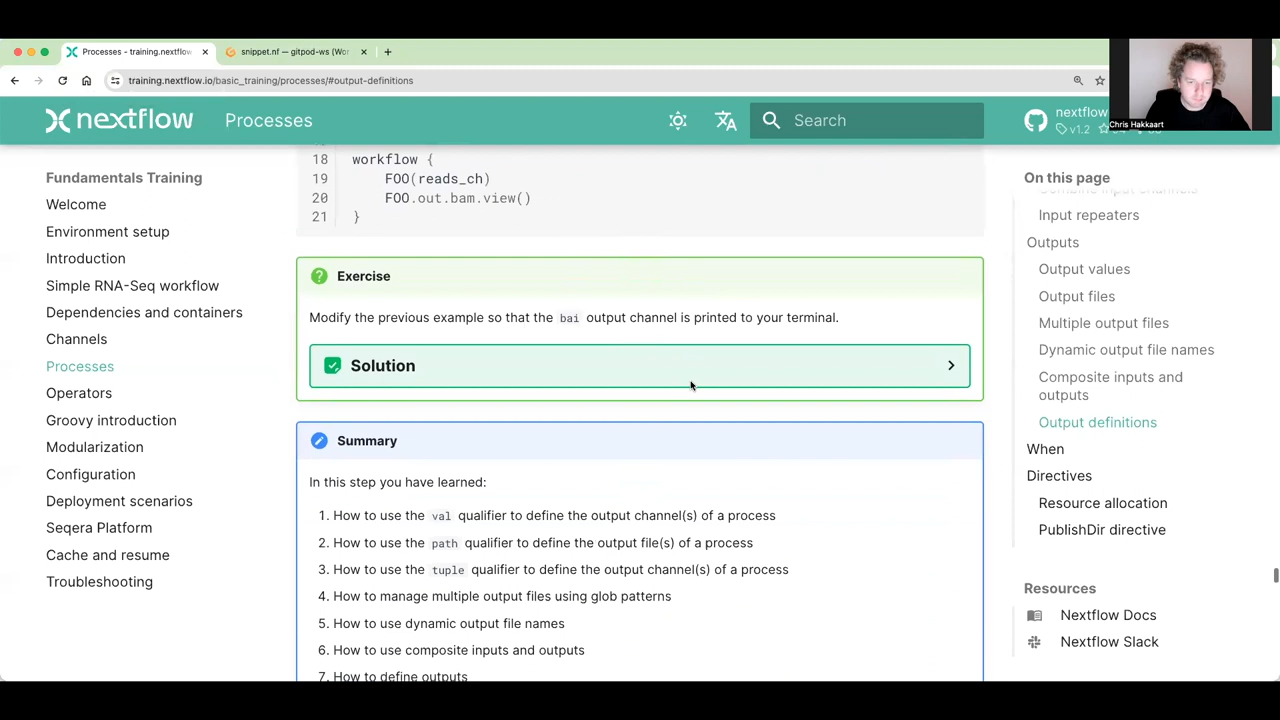 Processes - training.nextflow
snippet.nf — gitpod-ws (Wo
training.nextflow.io/basic_training/processes/#output-definitions
Chris Hakkaart
nextflow
Processes
Search
nextflow
v1.2
Fundamentals Training
Welcome
Environment setup
Introduction
Simple RNA-Seq workflow
Dependencies and containers
Channels
Processes
Operators
Groovy introduction
Modularization
Configuration
Deployment scenarios
Seqera Platform
Cache and resume
Troubleshooting
18 workflow {
19 FOO(reads_ch)
20 FOO.out.bam.view()
21 }
Exercise
Modify the previous example so that the bai output channel is printed to your terminal.
Solution
Summary
In this step you have learned:
1. How to use the val qualifier to define the output channel(s) of a process
2. How to use the path qualifier to define the output file(s) of a process
3. How to use the tuple qualifier to define the output channel(s) of a process
4. How to manage multiple output files using glob patterns
5. How to use dynamic output file names
6. How to use composite inputs and outputs
7. How to define outputs
On this page
Combine input channels
Input repeaters
Outputs
Output values
Output files
Multiple output files
Dynamic output file names
Composite inputs and
outputs
Output definitions
When
Directives
Resource allocation
PublishDir directive
Resources
Nextflow Docs
Nextflow Slack